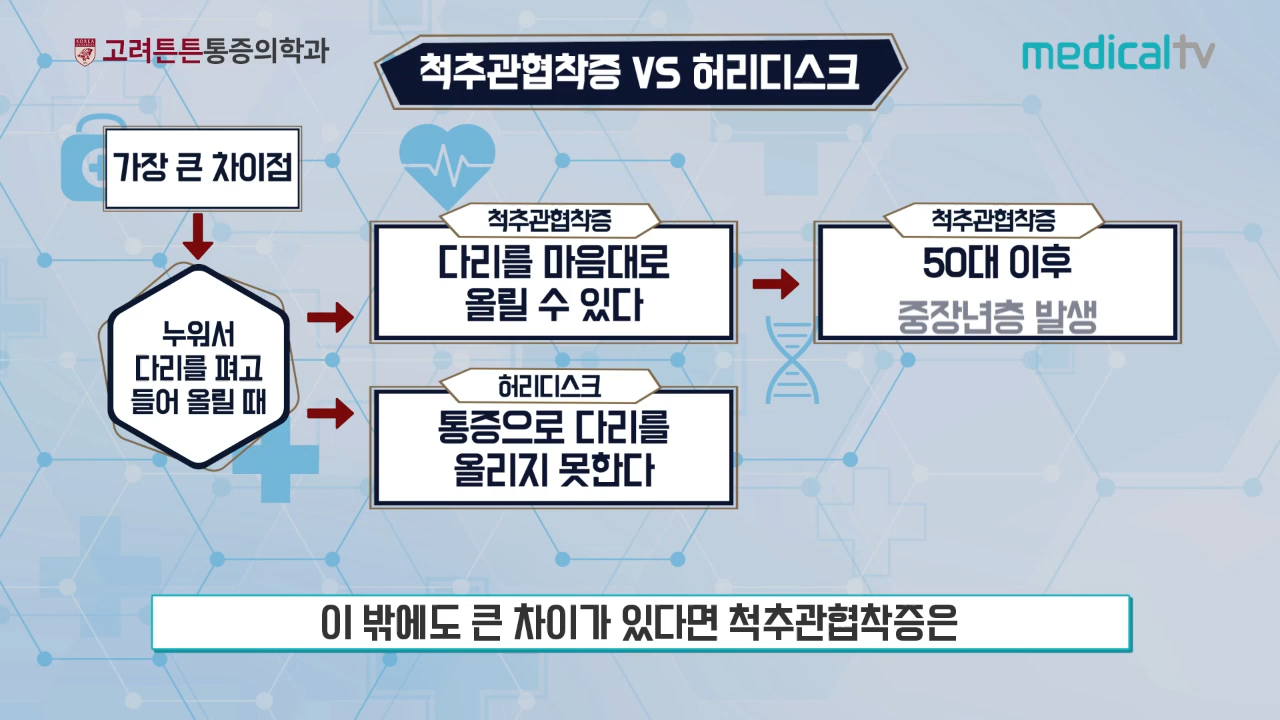 KOREA
고려튼튼통증의학과
척추관협착증 VS 허리디스크
medicaltv
가장 큰 차이점
누워서
다리를 펴고
들어 올릴 때
척추관협착증
다리를 마음대로
올릴 수 있다
척추관협착증
50대 이후
중장년층 발생
허리디스크
통증으로 다리를
올리지 못한다
이 밖에도 큰 차이가 있다면 척추관협착증은